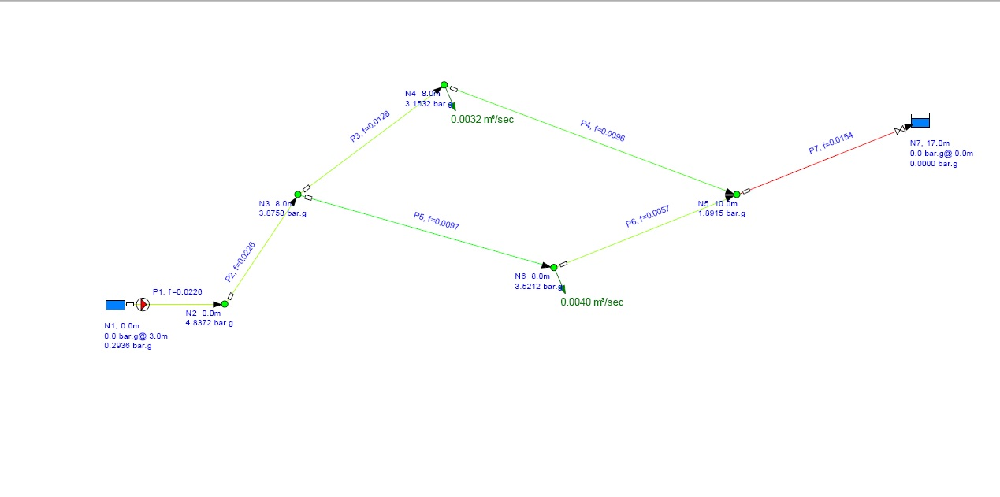 N4 8.0m
3.1532 bar.g
0.0032 m³/sec
P3, f=0.0128
P4, f=0.0096
P7, f=0.0154
N7, 17.0m
0.0 bar.g@ 0.0m
0.0000 bar.g
N3 8.0m
3.8758 bar.g
P5, f=0.0097
P6, f=0.0057
N5 10.0m
1.8915 bar.g
P2, f=0.0226
N6 8.0m
3.5212 bar.g
0.0040 m³/sec
P1, f=0.0226
N2 0.0m
4.8372 bar.g
N1, 0.0m
0.0 bar.g@ 3.0m
0.2936 bar.g